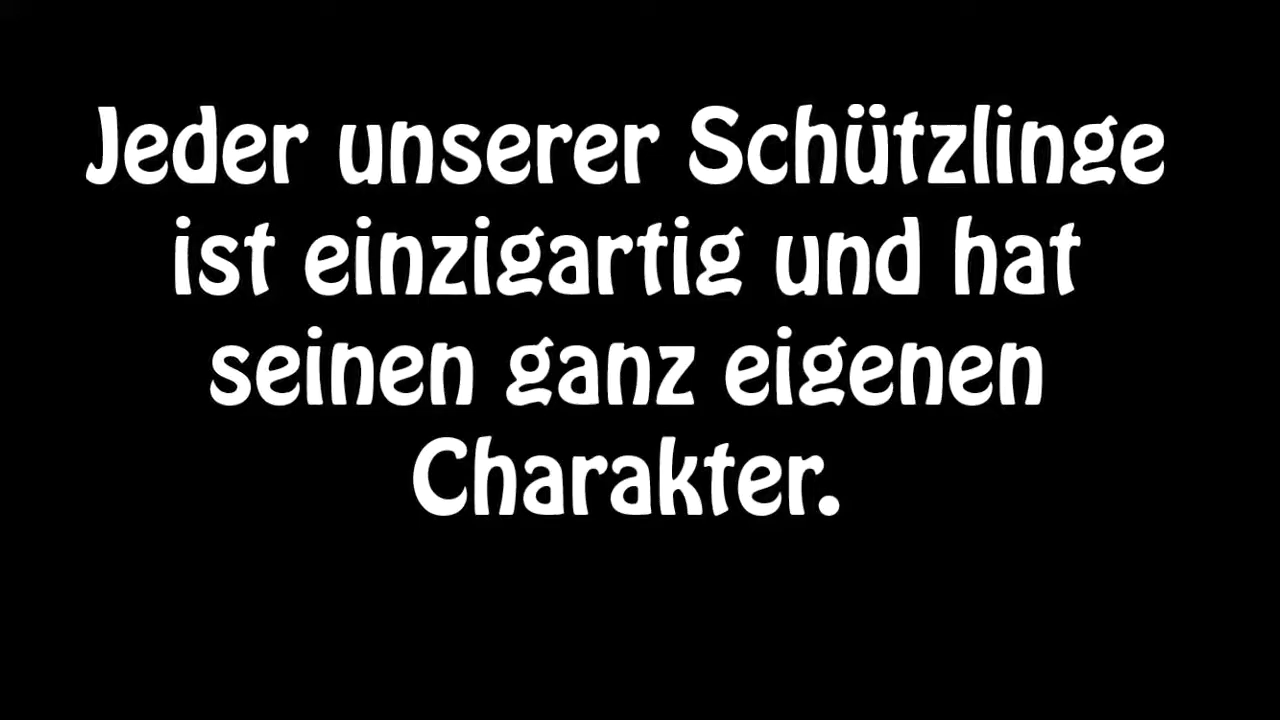 Jeder unserer Schützlinge
ist einzigartig und hat
seinen ganz eigenen
Charakter.